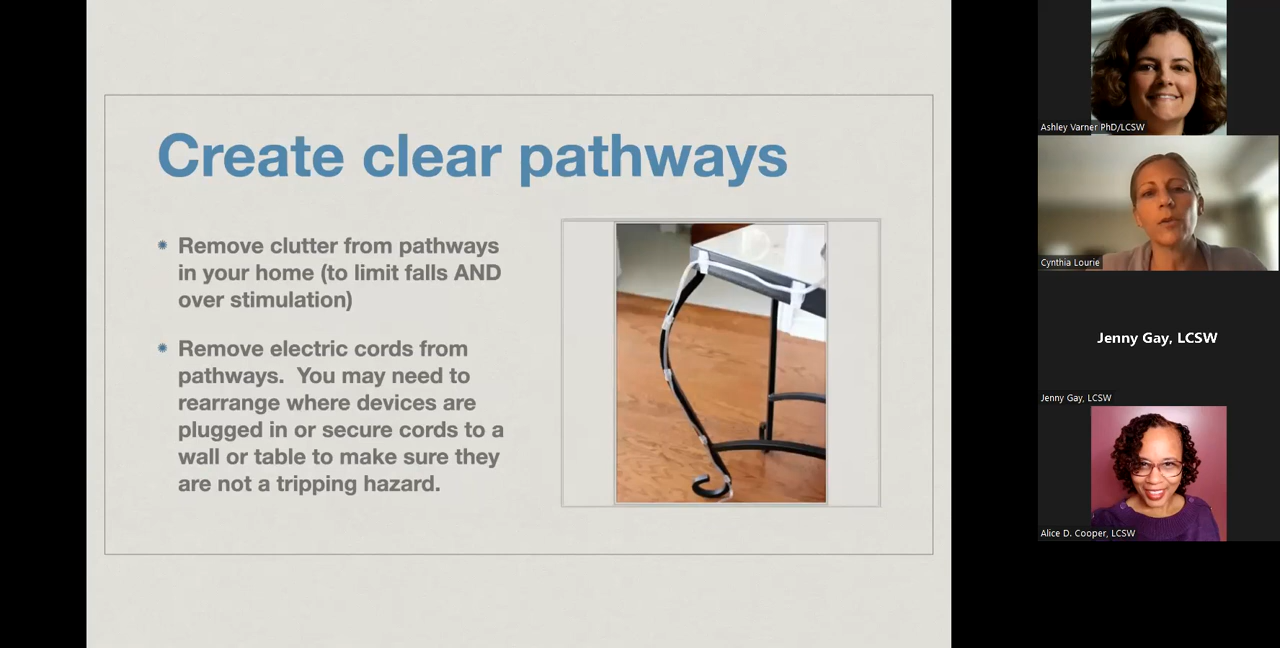 Create clear pathways
Remove clutter from pathways
in your home (to limit falls AND
over stimulation)
Remove electric cords from
pathways.  You may need to
rearrange where devices are
plugged in or secure cords to a
wall or table to make sure they
are not a tripping hazard.
Ashley Varner PhD/LCSW
Cynthia Lourie
Jenny Gay, LCSW
Jenny Gay, LCSW
Alice D. Cooper, LCSW